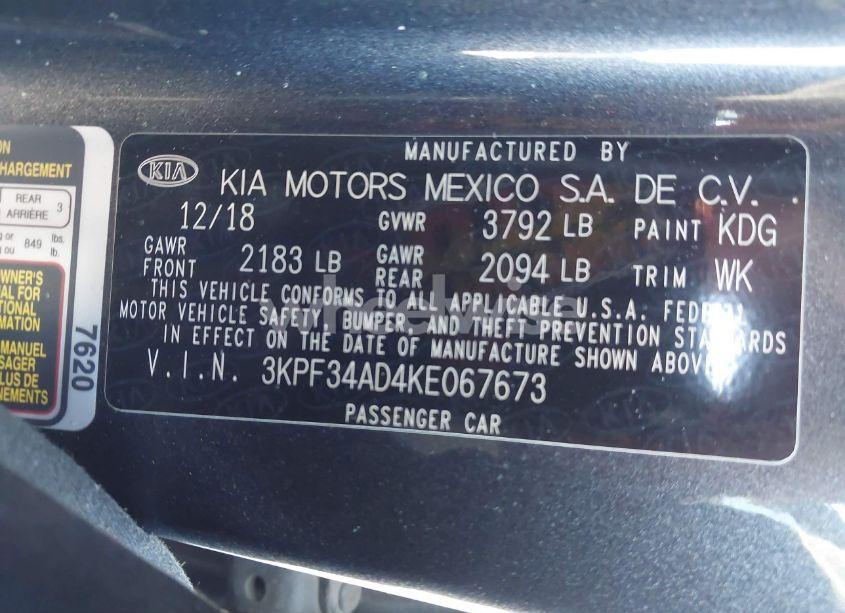 MANUFACTURED BY
KIA KIA MOTORS MEXICO S.A. DE C.V.
12/18 GVWR 3792 LB PAINT KDG
GAWR FRONT 2183 LB GAWR REAR 2094 LB TRIM WK
THIS VEHICLE CONFORMS TO ALL APPLICABLE U.S.A. FEDERAL
MOTOR VEHICLE SAFETY, BUMPER, AND THEFT PREVENTION STANDARDS
IN EFFECT ON THE DATE OF MANUFACTURE SHOWN ABOVE
V.I.N. 3KPF34AD4KE067673
PASSENGER CAR
HARGEMENT
REAR
ARRIÈRE 3
849 lbs.
lb.
MANUEL
7620